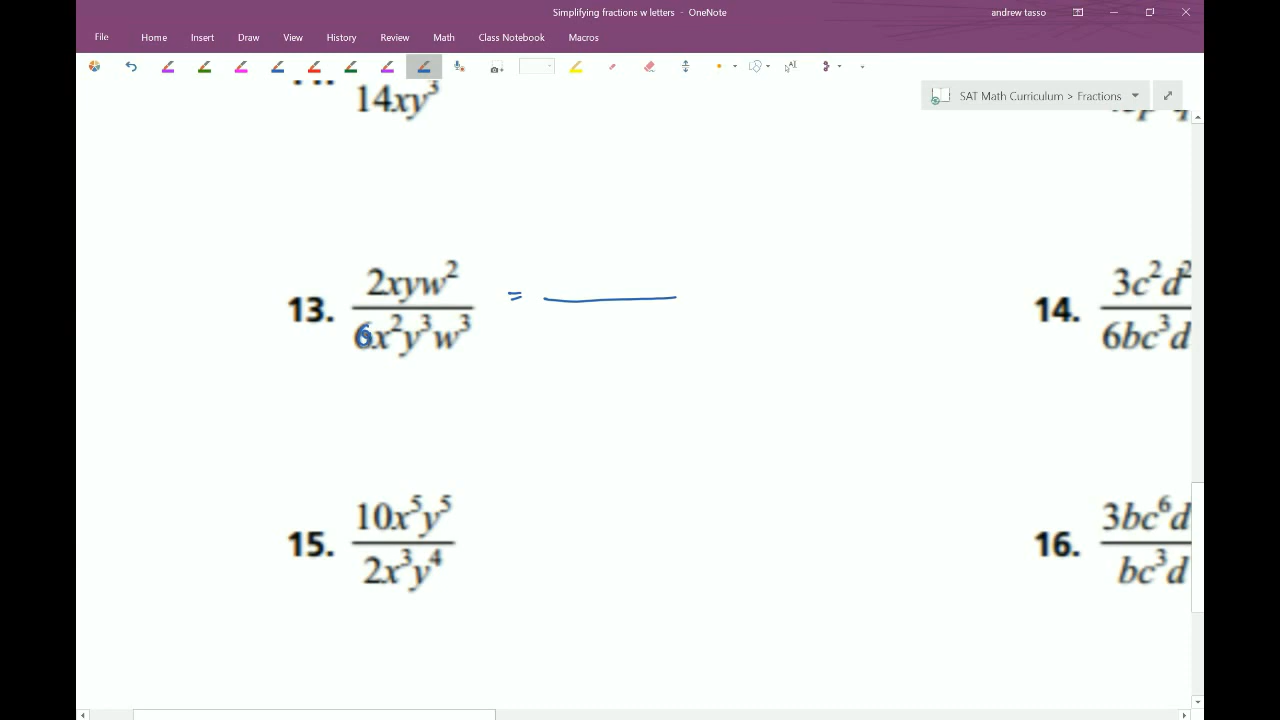 Simplifying fractions w letters - OneNote
andrew tasso
File Home Insert Draw View History Review Math Class Notebook Macros
SAT Math Curriculum > Fractions
14xy³
13. 2xyw² =
6x²y³w³
14. 3c²d²
6bc³d
15. 10x⁵y⁵
2x³y⁴
16. 3bc⁶d
bc³d